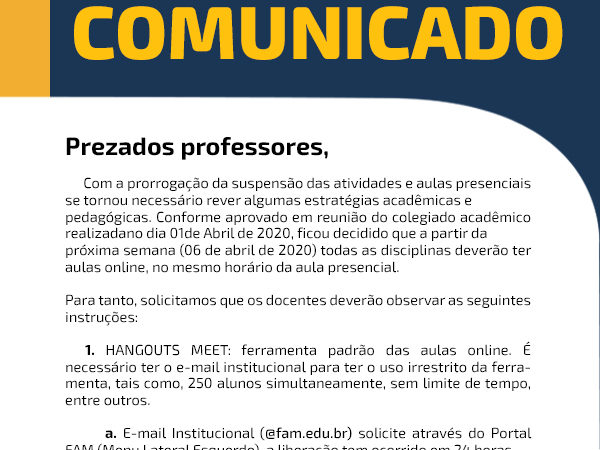 COMUNICADO
Prezados professores,
Com a prorrogação da suspensão das atividades e aulas presenciais
se tornou necessário rever algumas estratégias acadêmicas e
pedagógicas. Conforme aprovado em reunião do colegiado acadêmico
realizadano dia 01de Abril de 2020, ficou decidido que a partir da
próxima semana (06 de abril de 2020) todas as disciplinas deverão ter
aulas online, no mesmo horário da aula presencial.
Para tanto, solicitamos que os docentes deverão observar as seguintes
instruções:
1. HANGOUTS MEET: ferramenta padrão das aulas online. É
necessário ter o e-mail institucional para ter o uso irrestrito da ferra-
menta, tais como, 250 alunos simultaneamente, sem limite de tempo,
entre outros.
a. E-mail Institucional (@fam.edu.br) solicite através do Portal
FAM (Menu Lateral Esquerdo), a liberação tem ocorrido em 24 horas